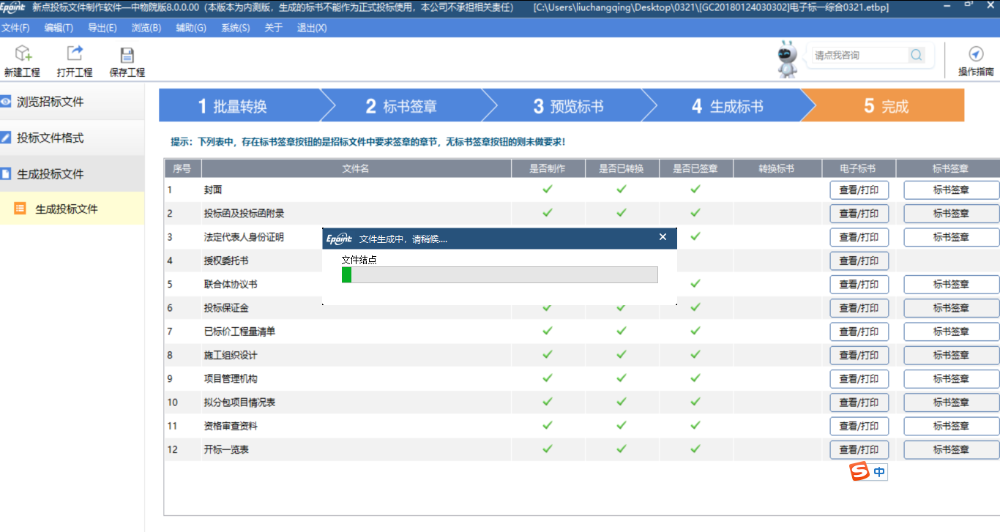 Epoint 新点投标文件制作软件—中物院版8.0.0.00（本版本为内测版，生成的标书不能作为正式投标使用，本公司不承担相关责任） [C:\Users\liuchangqing\Desktop\0321\[GC20180124030302]电子标一综合0321.etbp]
文件(F) 编辑(T) 导出(E) 浏览(B) 辅助(G) 系统(S) 关于 退出(X)
请点我咨询
新建工程 打开工程 保存工程 操作指南
浏览招标文件
投标文件格式
生成投标文件
生成投标文件
1 批量转换 2 标书签章 3 预览标书 4 生成标书 5 完成
提示：下列表中，存在标书签章按钮的是招标文件中要求签章的章节，无标书签章按钮的则未做要求！
序号 文件名 是否制作 是否已转换 是否已签章 转换标书 电子标书 标书签章
1 封面 查看/打印 标书签章
2 投标函及投标函附录 查看/打印 标书签章
3 法定代表人身份证明 查看/打印 标书签章
4 授权委托书 查看/打印
5 联合体协议书 查看/打印 标书签章
6 投标保证金 查看/打印 标书签章
7 已标价工程量清单 查看/打印 标书签章
8 施工组织设计 查看/打印 标书签章
9 项目管理机构 查看/打印 标书签章
10 拟分包项目情况表 查看/打印 标书签章
11 资格审查资料 查看/打印 标书签章
12 开标一览表 查看/打印 标书签章
Epoint 文件生成中，请稍候....
文件结点
S 中